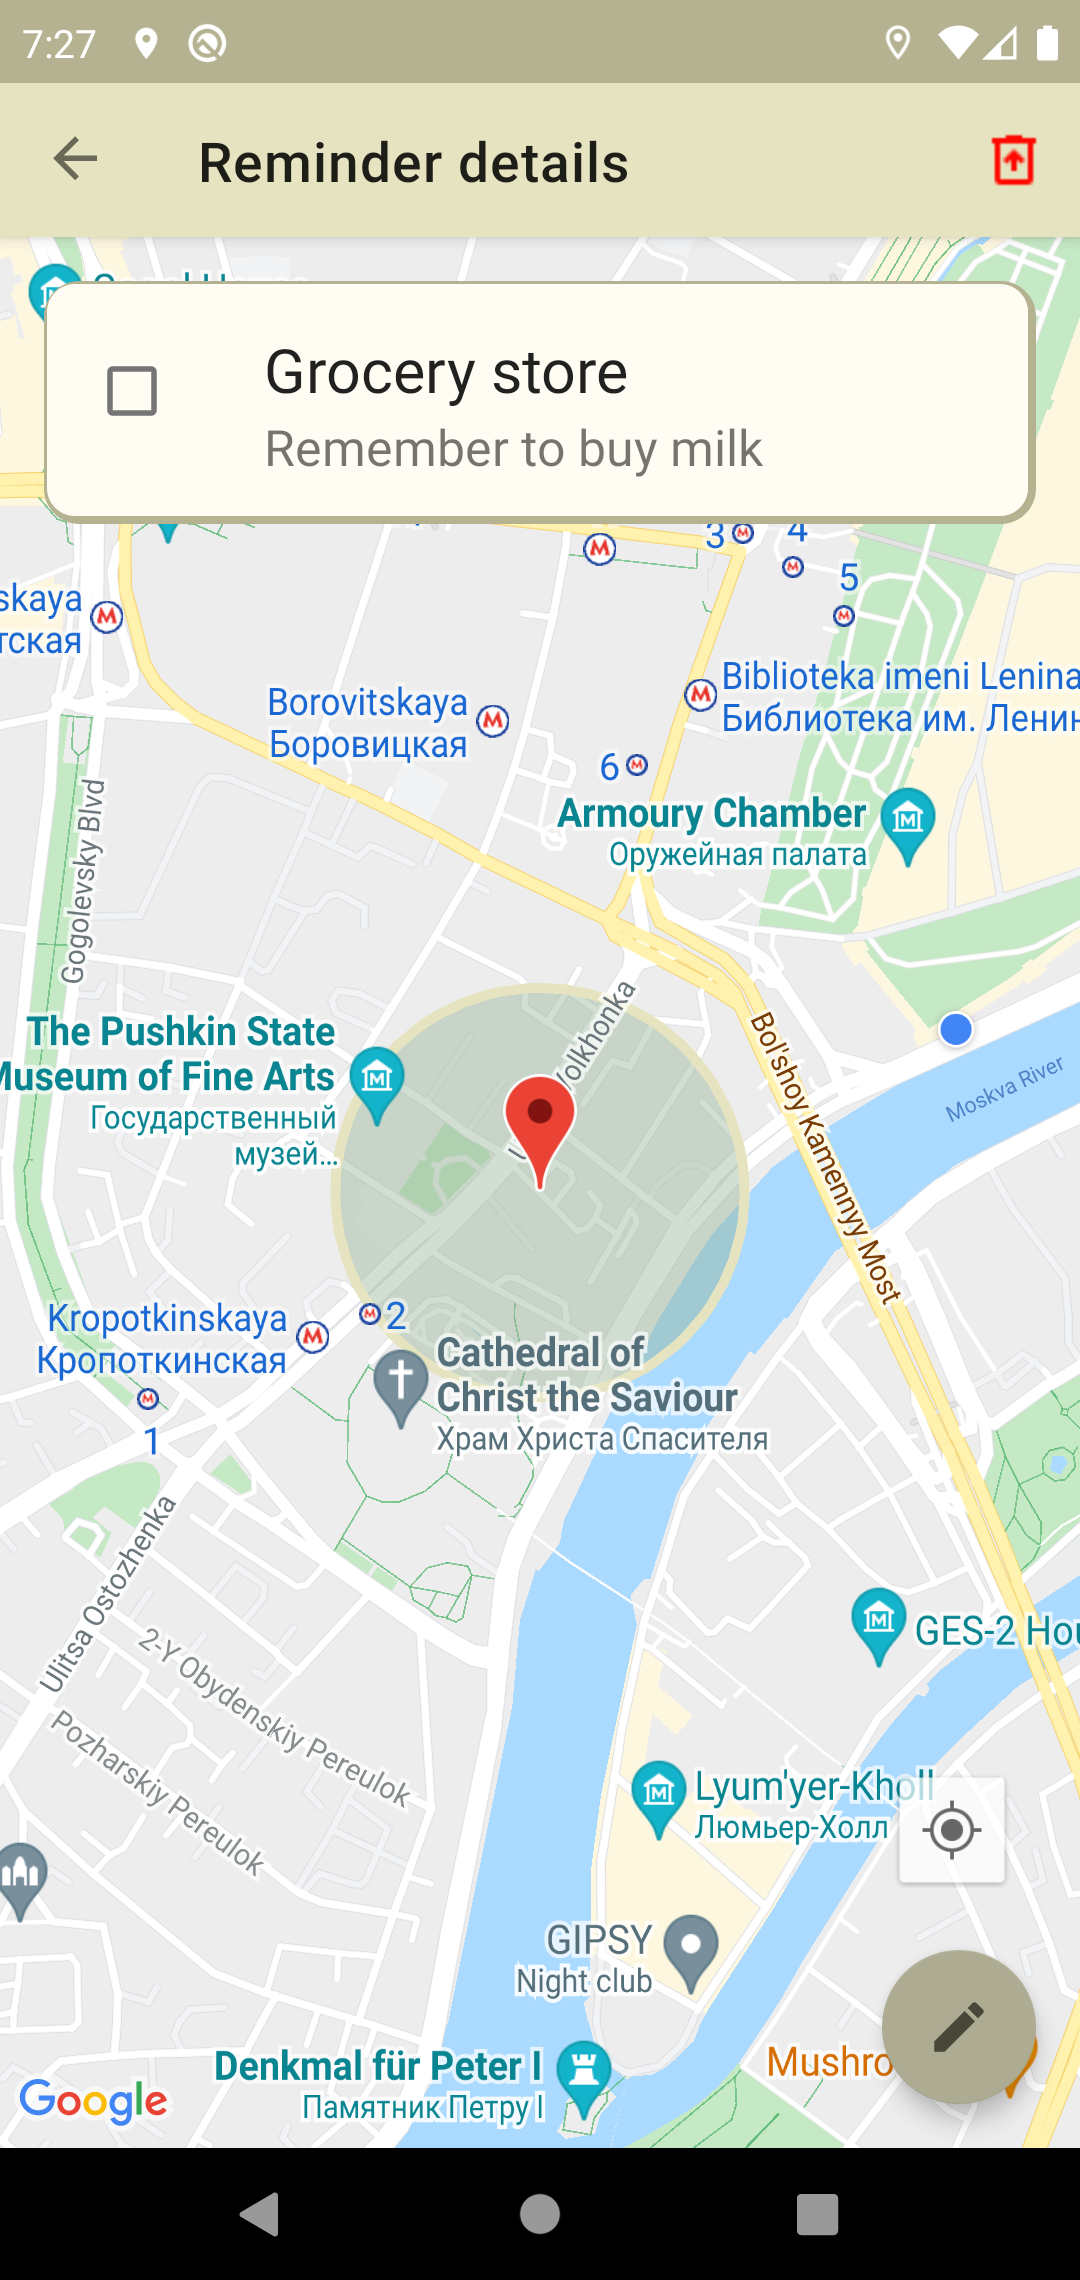 7:27
Reminder details
Grocery store
Remember to buy milk
3
4
5
skaya
тская
Biblioteka imeni Lenina
Библиотека им. Ленин
Borovitskaya
Боровицкая
6
Armoury Chamber
Оружейная палата
Gogolevsky Blvd
The Pushkin State
Museum of Fine Arts
Государственный
музей...
Volkhonka
Bol'shoy Kamennyy Most
Moskva River
Kropotkinskaya
Кропоткинская
2
1
Cathedral of
Christ the Saviour
Храм Христа Спасителя
Ulitsa Ostozhenka
2-Y Obydenskiy Pereulok
Pozharskiy Pereulok
GES-2 Hou
Lyum'yer-Kholl
Люмьер-Холл
GIPSY
Night club
Denkmal für Peter I
Памятник Петру I
Mushro
Google